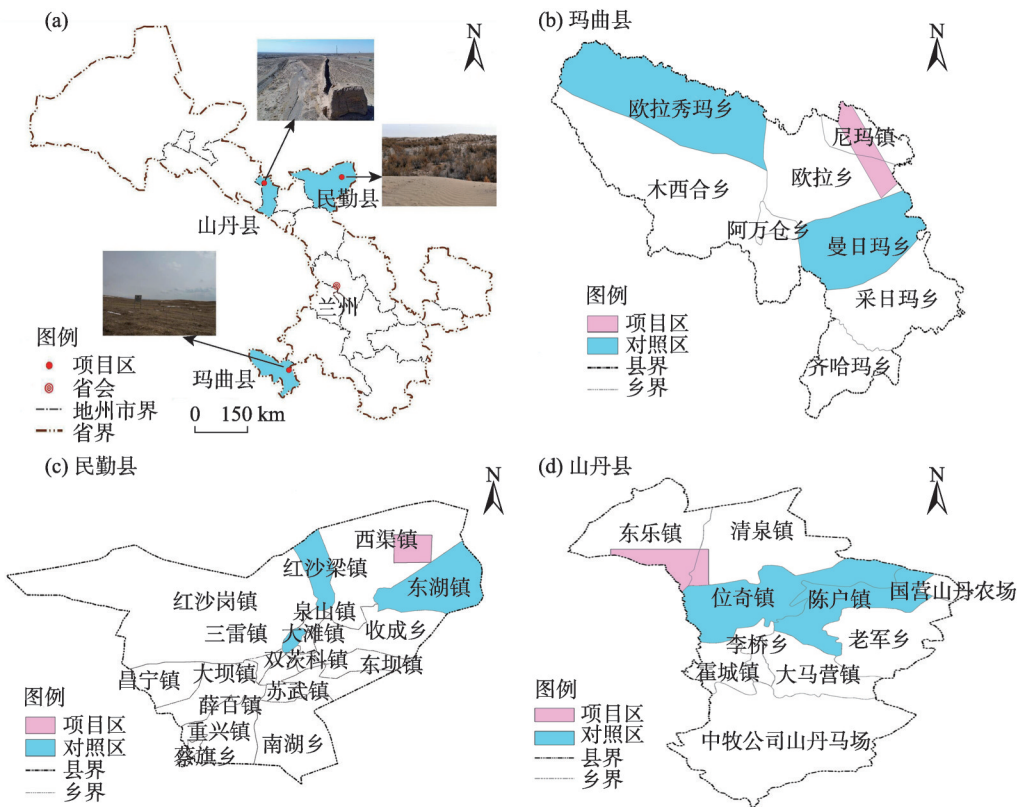 (a)
N
民勤县
山丹县
兰州
玛曲县
图例
项目区
省会
地州市界
省界
0 150 km
(b) 玛曲县
N
欧拉秀玛乡
尼玛镇
欧拉乡
木西合乡
阿万仓乡
曼日玛乡
采日玛乡
齐哈玛乡
图例
项目区
对照区
县界
乡界
(c) 民勤县
N
西渠镇
红沙梁镇
东湖镇
红沙岗镇
泉山镇
收成乡
三雷镇
大滩镇
双茨科镇
东坝镇
大坝镇
昌宁镇
苏武镇
薛百镇
重兴镇
南湖乡
蔡旗乡
图例
项目区
对照区
县界
乡界
(d) 山丹县
N
东乐镇
清泉镇
位奇镇
陈户镇
国营山丹农场
李桥乡
老军乡
霍城镇
大马营镇
中牧公司山丹马场
图例
项目区
对照区
县界
乡界